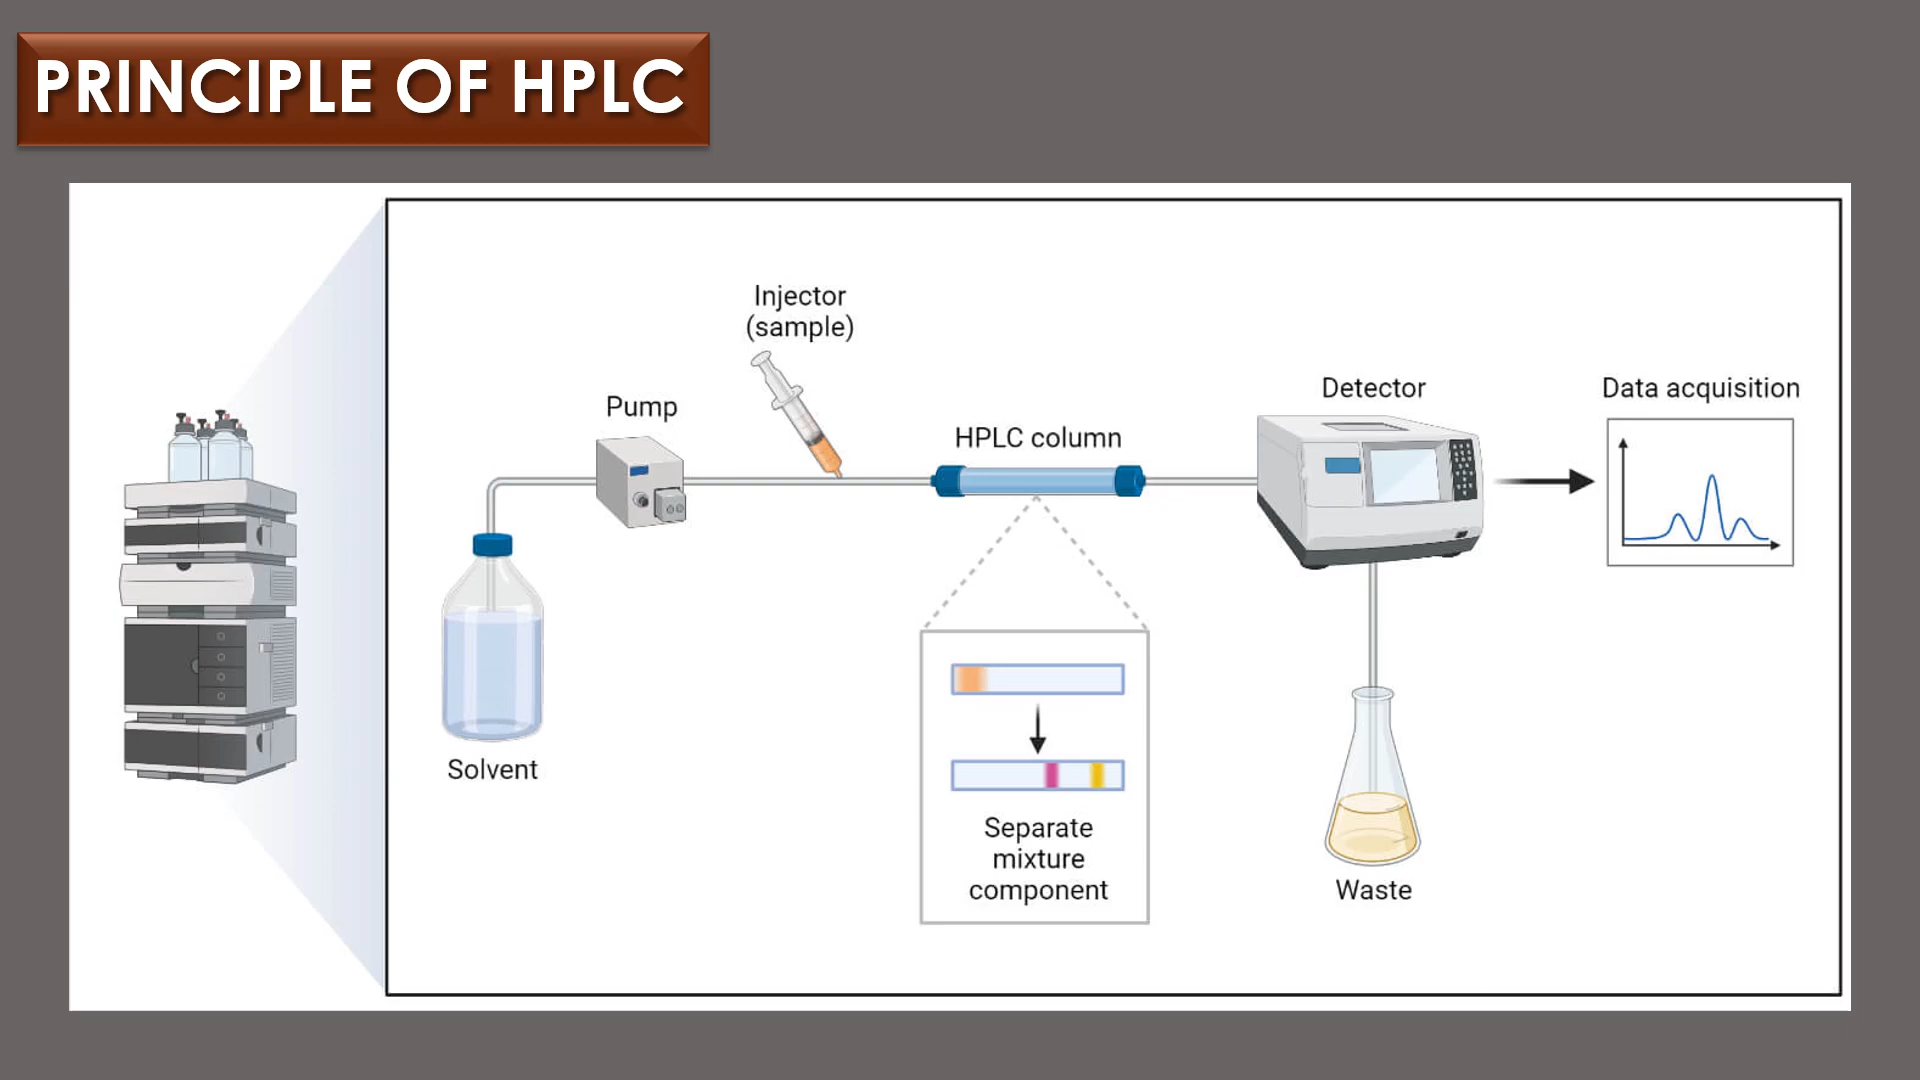 PRINCIPLE OF HPLC
Injector
(sample)
Pump
HPLC column
Detector
Data acquisition
Solvent
Separate
mixture
component
Waste